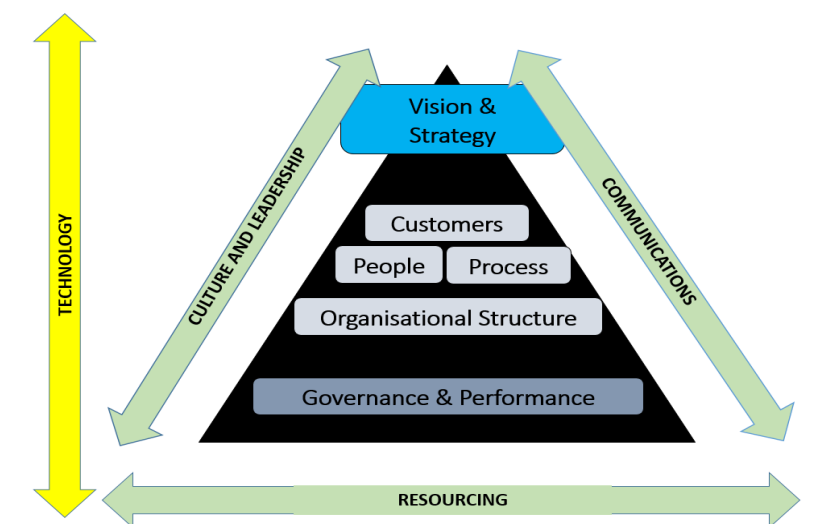 Vision &
Strategy
Customers
People
Process
Organisational Structure
Governance & Performance
TECHNOLOGY
CULTURE AND LEADERSHIP
COMMUNICATIONS
RESOURCING